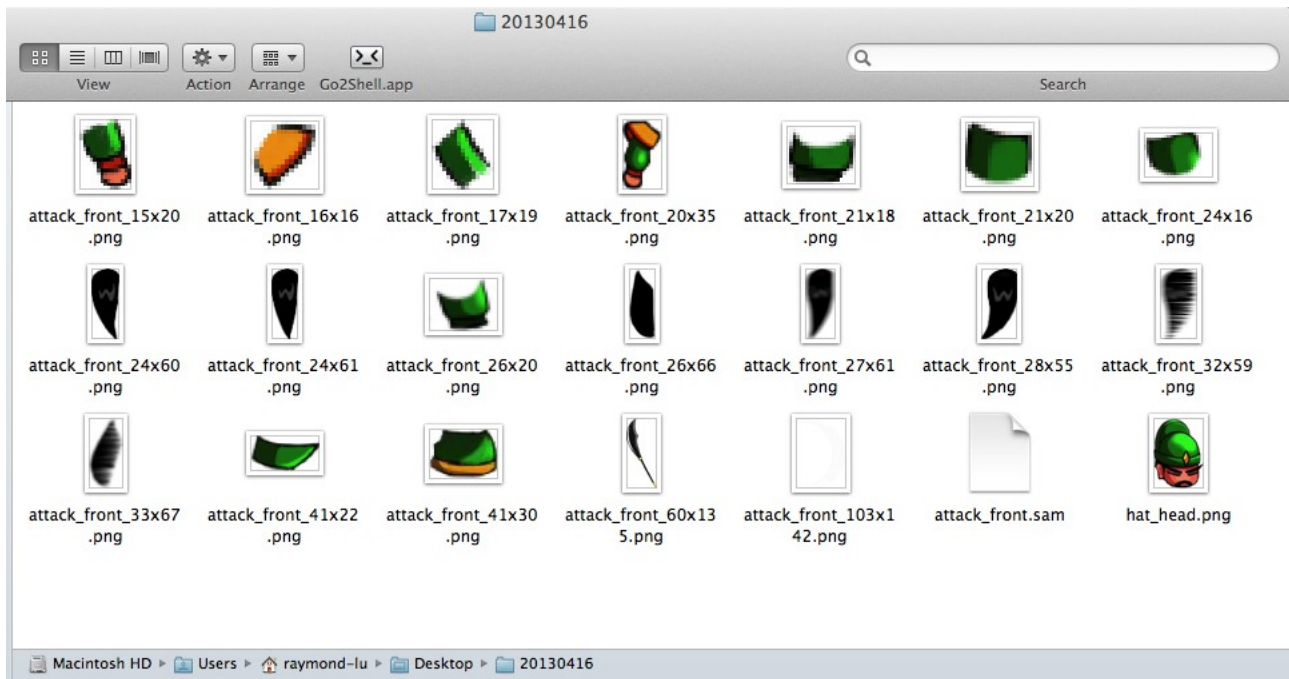 20130416
View Action Arrange Go2Shell.app Search
attack_front_15x20 attack_front_16x16 attack_front_17x19 attack_front_20x35 attack_front_21x18 attack_front_21x20 attack_front_24x16
.png .png .png .png .png .png .png
attack_front_24x60 attack_front_24x61 attack_front_26x20 attack_front_26x66 attack_front_27x61 attack_front_28x55 attack_front_32x59
.png .png .png .png .png .png .png
attack_front_33x67 attack_front_41x22 attack_front_41x30 attack_front_60x13 attack_front_103x1 attack_front.sam hat_head.png
.png .png .png 5.png 42.png
Macintosh HD ▸ Users ▸ raymond-lu ▸ Desktop ▸ 20130416